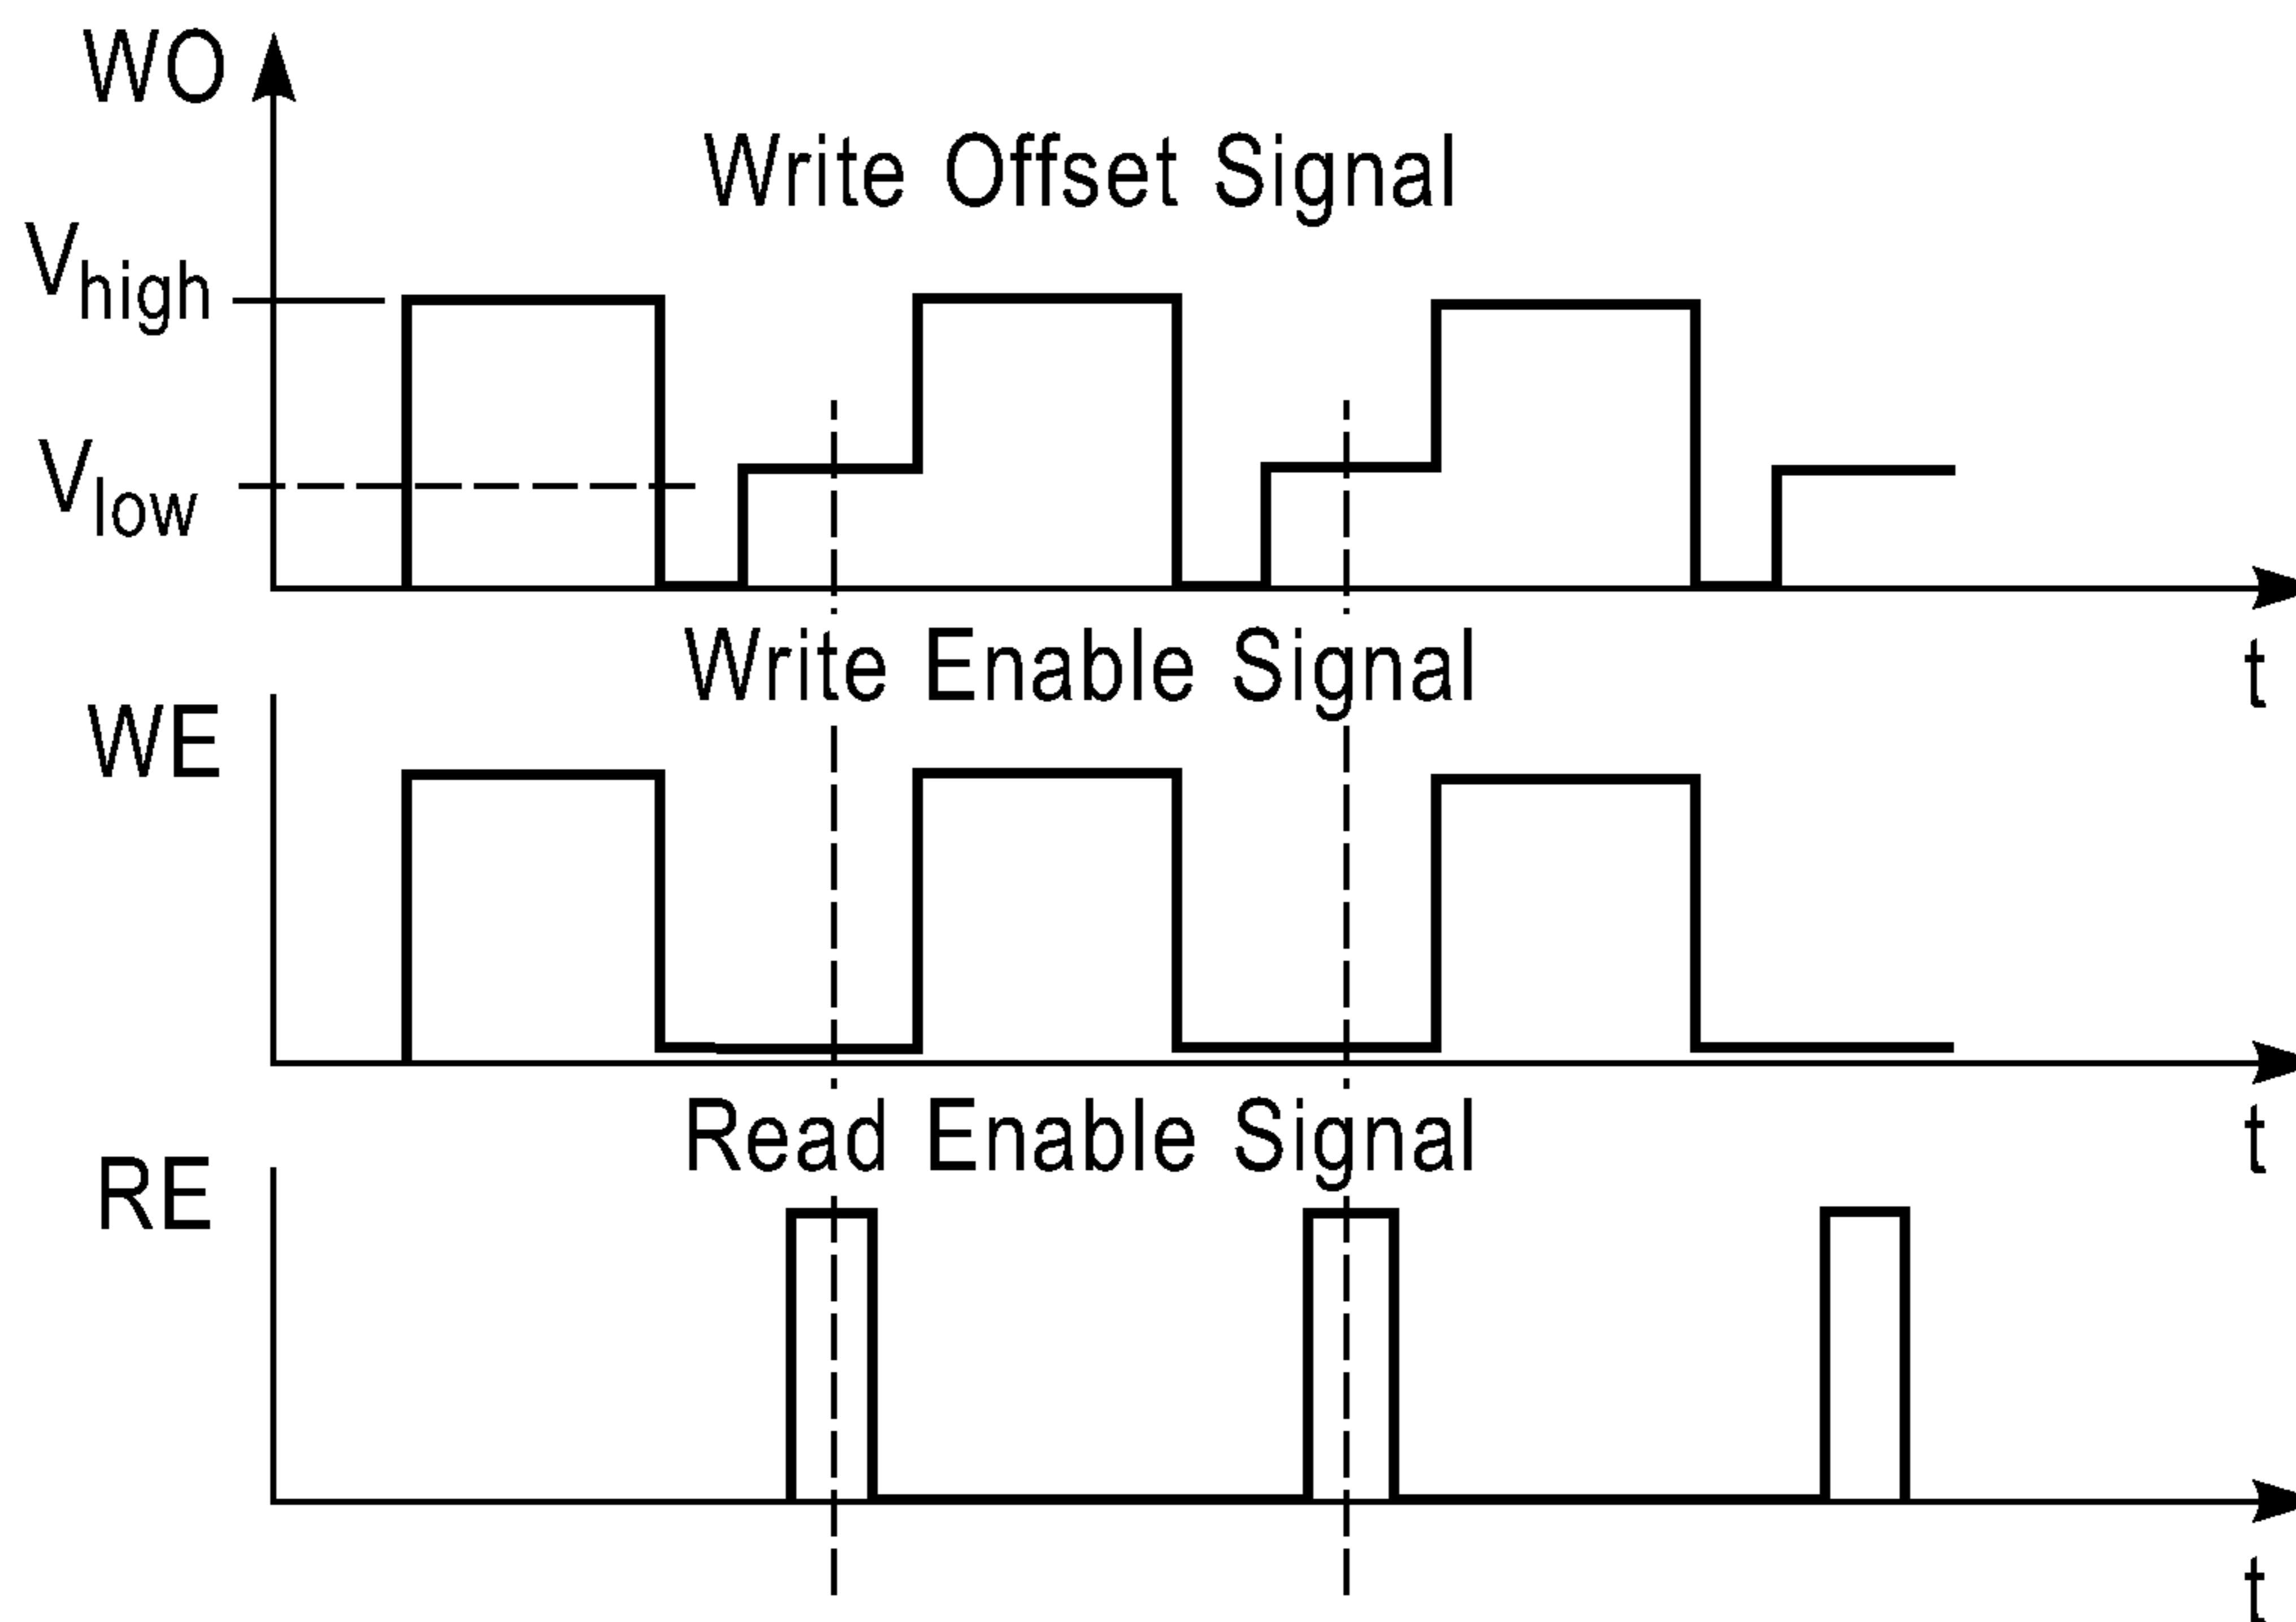 WO
Write Offset Signal
Vhigh
Vlow
t
Write Enable Signal
WE
t
Read Enable Signal
RE
t